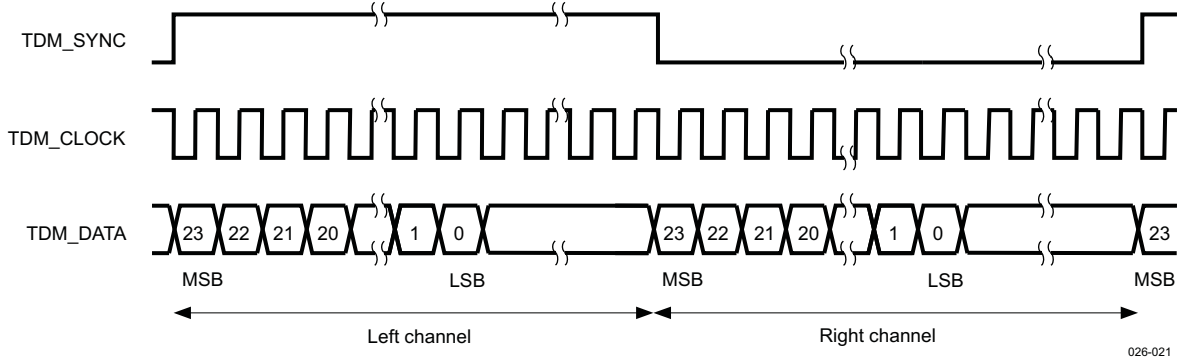 TDM_SYNC
TDM_CLOCK
TDM_DATA 23 22 21 20 1 0 23 22 21 20 1 0 23
MSB LSB MSB LSB MSB
Left channel Right channel
026-021